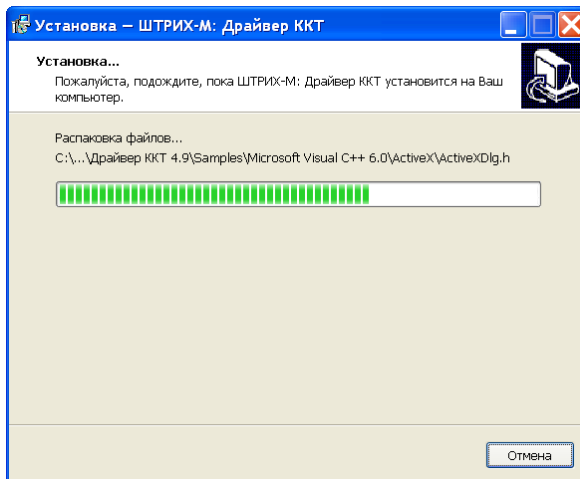 Установка — ШТРИХ-М: Драйвер ККТ
Установка...
Пожалуйста, подождите, пока ШТРИХ-М: Драйвер ККТ установится на Ваш
компьютер.
Распаковка файлов...
C:\...\Драйвер ККТ 4.9\Samples\Microsoft Visual C++ 6.0\ActiveX\ActiveXDlg.h
Отмена